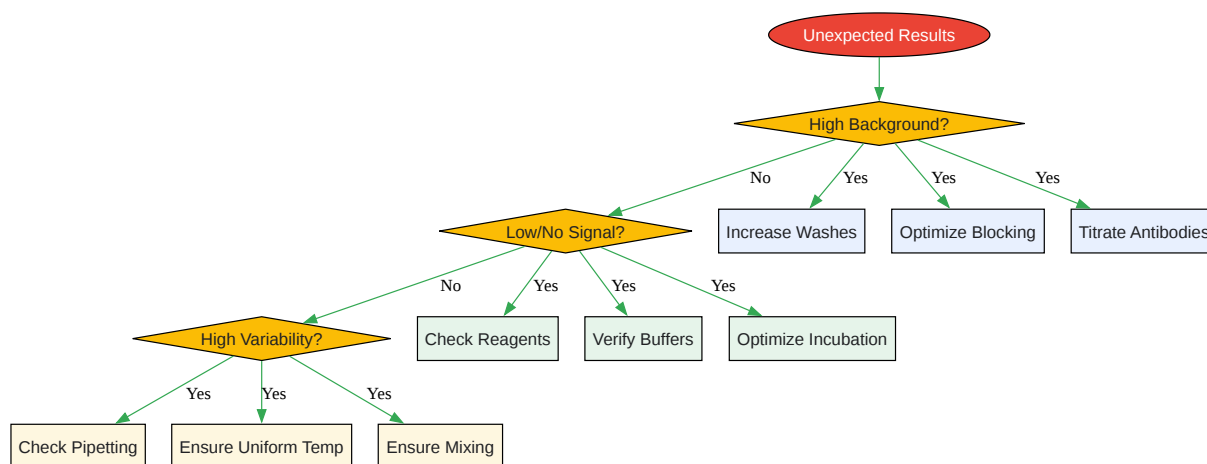 Unexpected Results
High Background?
No
Yes
Yes
Yes
Low/No Signal?
Increase Washes
Optimize Blocking
Titrate Antibodies
No
Yes
Yes
Yes
High Variability?
Check Reagents
Verify Buffers
Optimize Incubation
Yes
Yes
Yes
Check Pipetting
Ensure Uniform Temp
Ensure Mixing